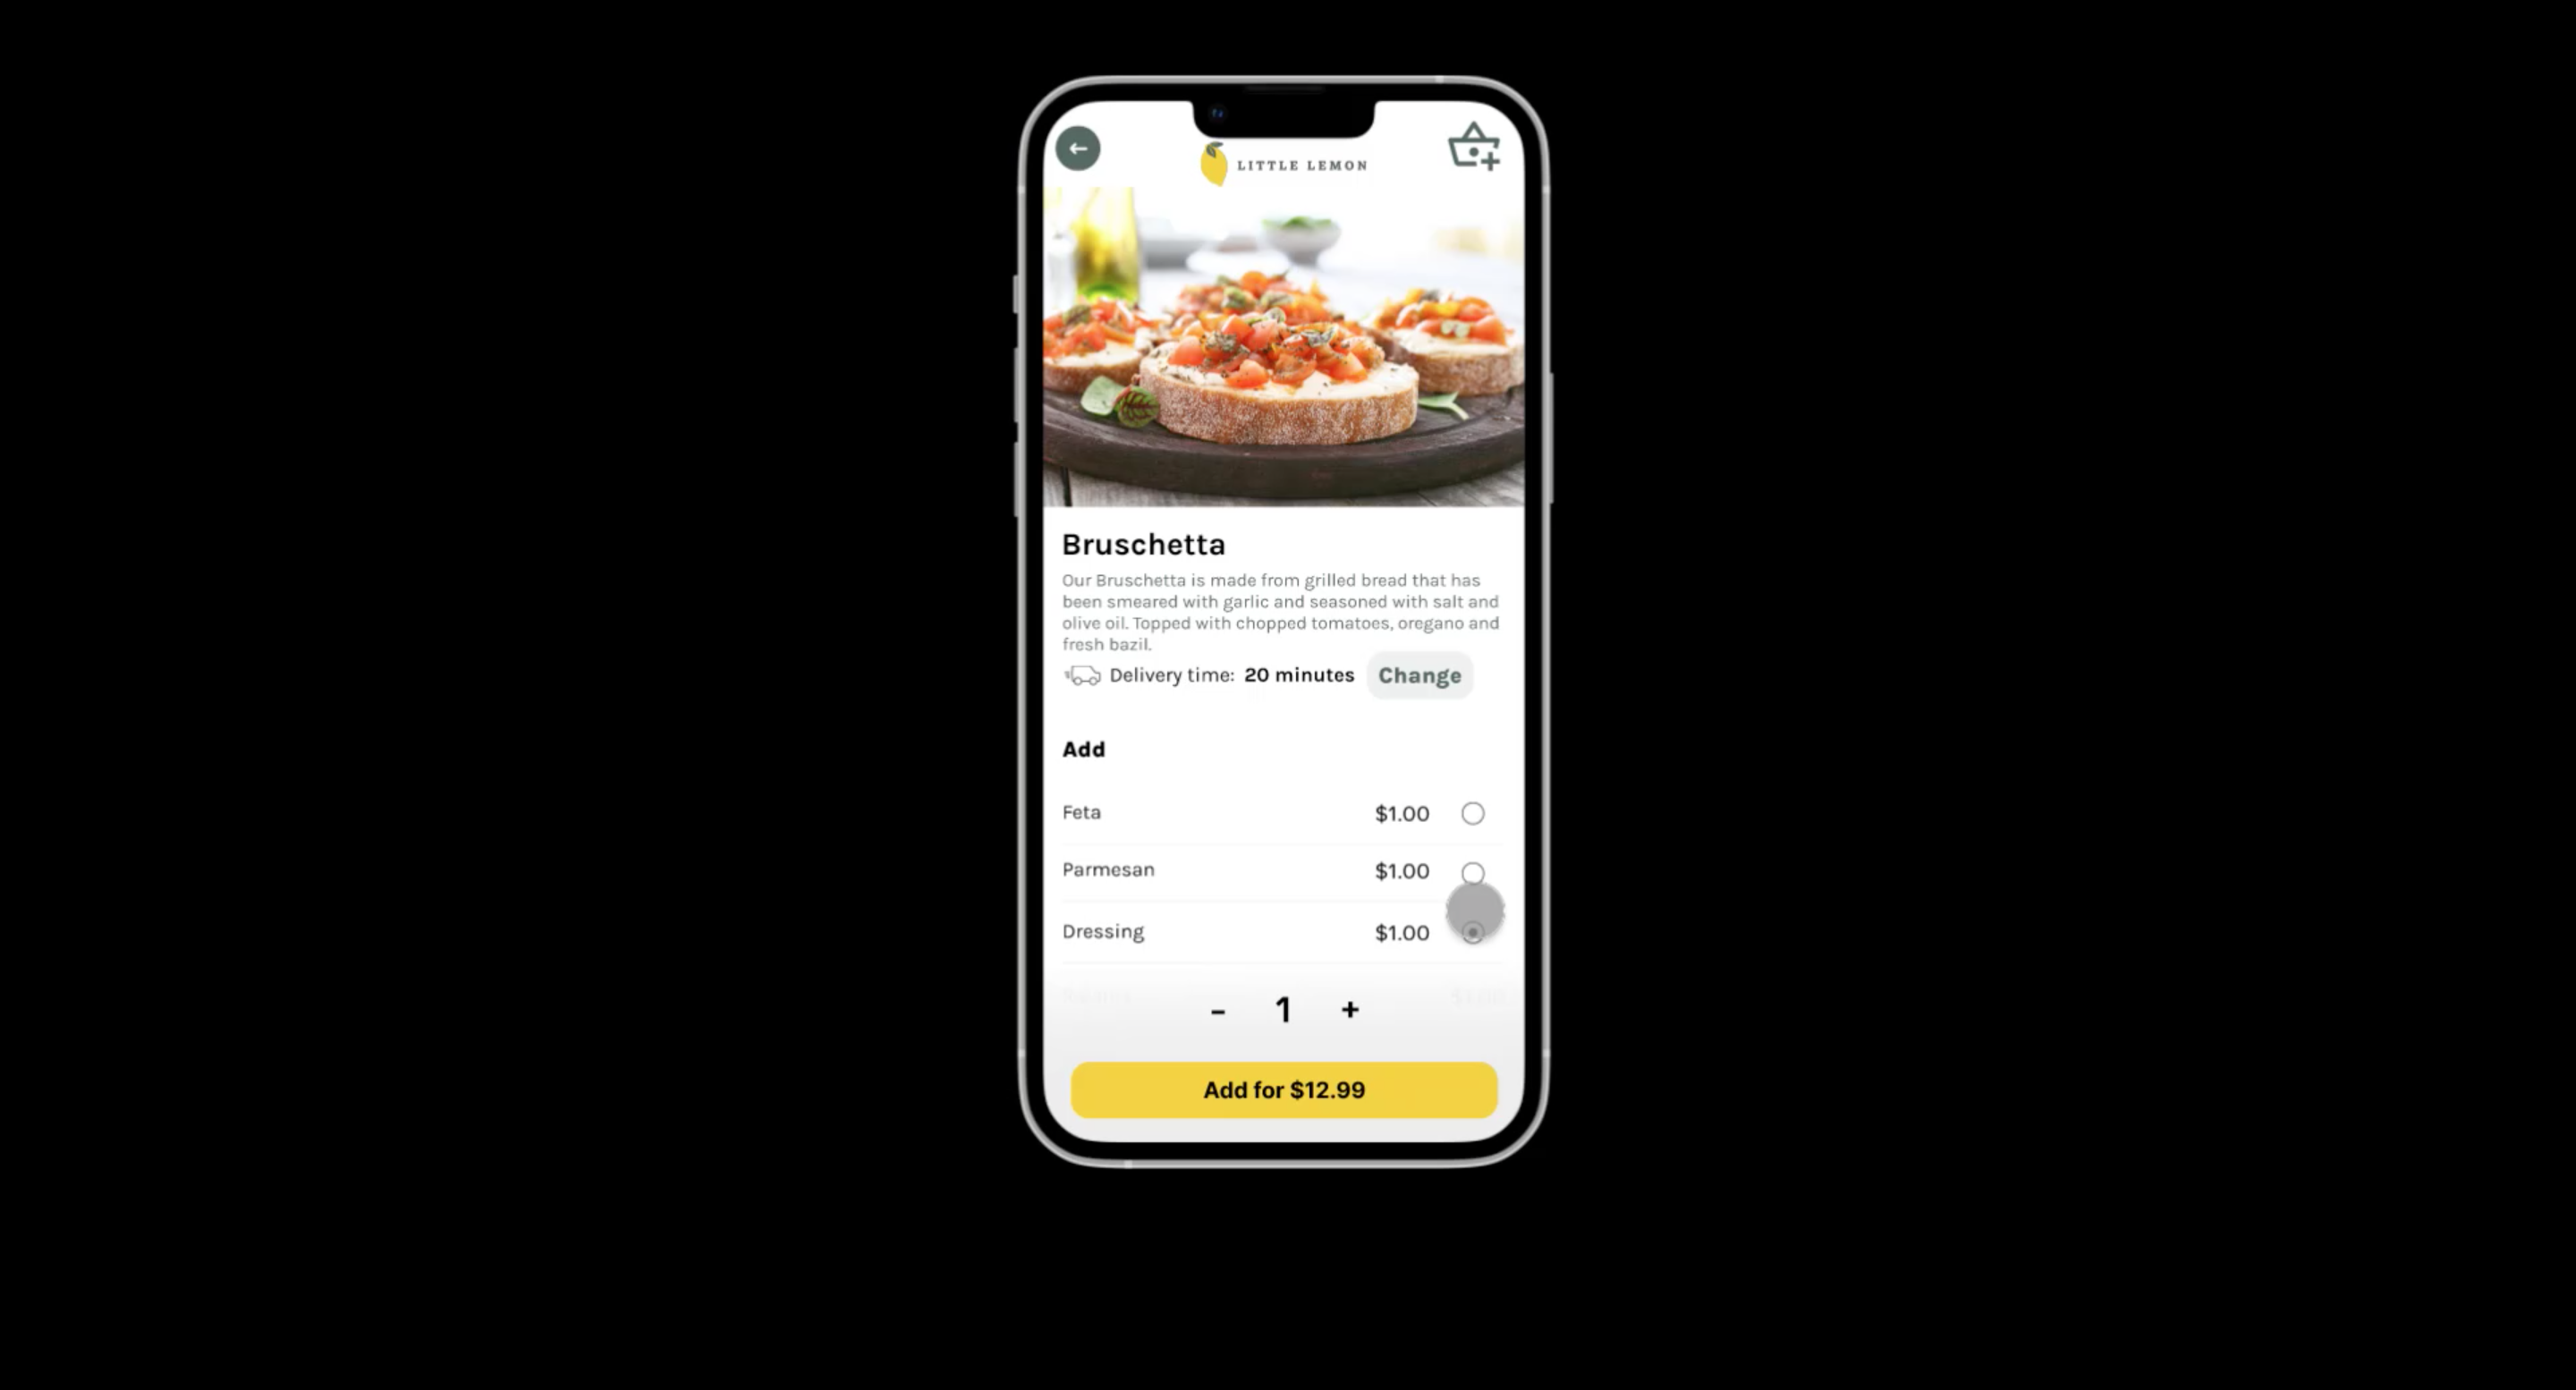 LITTLE LEMON
Bruschetta
Our Bruschetta is made from grilled bread that has
been smeared with garlic and seasoned with salt and
olive oil. Topped with chopped tomatoes, oregano and
fresh bazil.
Delivery time: 20 minutes Change
Add
Feta $1.00
Parmesan $1.00
Dressing $1.00
- 1 +
Add for $12.99